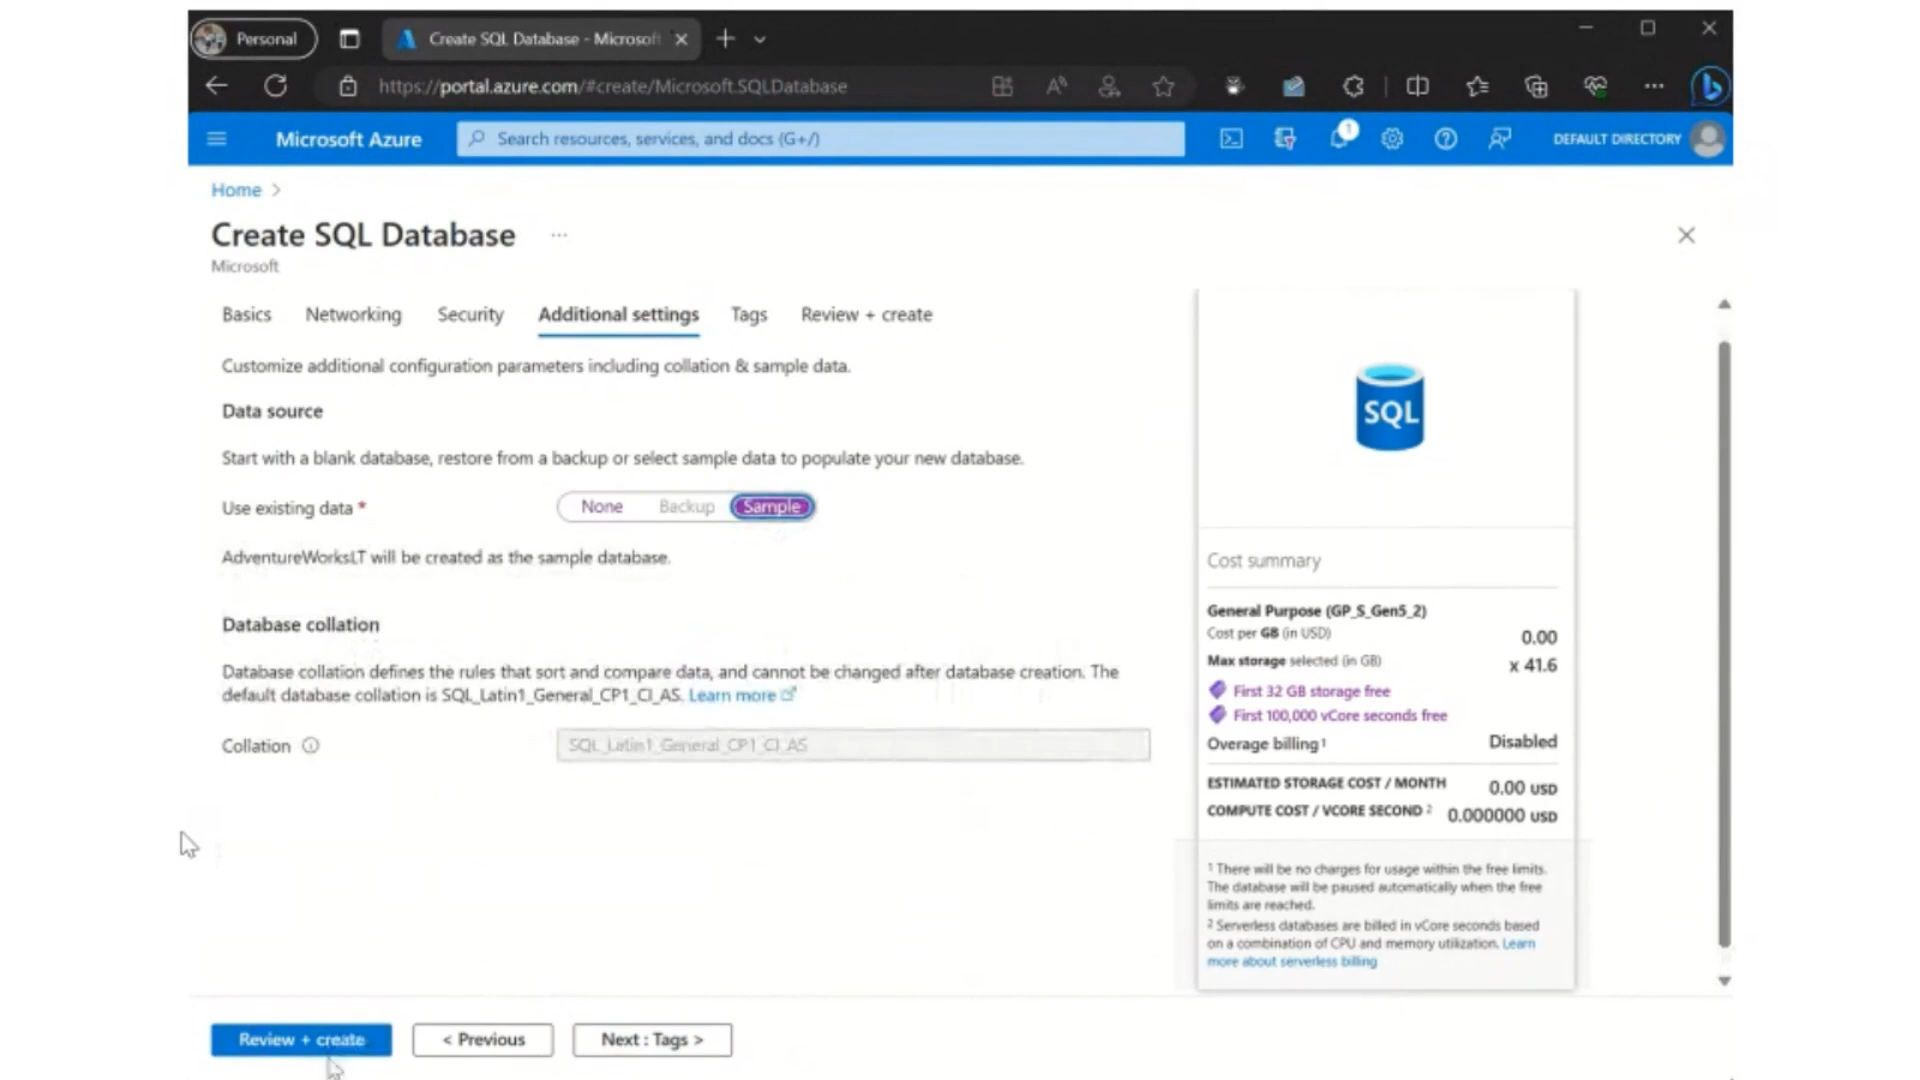 Personal
Create SQL Database - Microsoft
https://portal.azure.com/#create/Microsoft.SQLDatabase
Microsoft Azure
Search resources, services, and docs (G+/)
1
DEFAULT DIRECTORY
Home >
Create SQL Database ...
Microsoft
Basics Networking Security Additional settings Tags Review + create
Customize additional configuration parameters including collation & sample data.
Data source
Start with a blank database, restore from a backup or select sample data to populate your new database.
Use existing data * None Backup Sample
AdventureWorksLT will be created as the sample database.
Database collation
Database collation defines the rules that sort and compare data, and cannot be changed after database creation. The
default database collation is SQL_Latin1_General_CP1_CI_AS. Learn more
Collation SQL_Latin1_General_CP1_CI_AS
SQL
Cost summary
General Purpose (GP_S_Gen5_2)
Cost per GB (in USD) 0.00
Max storage selected (in GB) x 41.6
First 32 GB storage free
First 100,000 vCore seconds free
Overage billing 1 Disabled
ESTIMATED STORAGE COST / MONTH 0.00 USD
COMPUTE COST / VCORE SECOND 2 0.000000 USD
1 There will be no charges for usage within the free limits.
The database will be paused automatically when the free
limits are reached.
2 Serverless databases are billed in vCore seconds based
on a combination of CPU and memory utilization. Learn
more about serverless billing
Review + create < Previous Next : Tags >